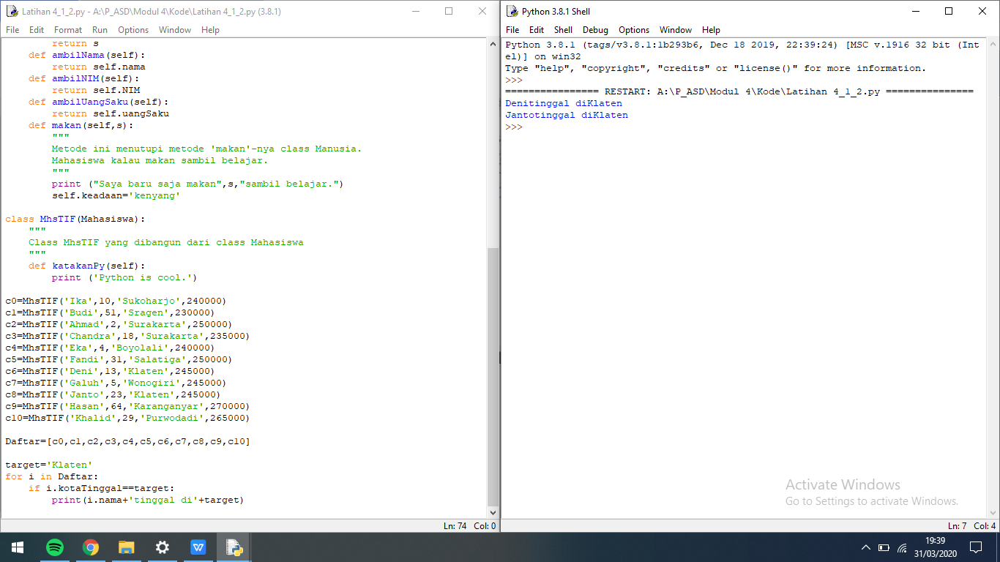 Latihan 4_1_2.py - A:\P_ASD\Modul 4\Kode\Latihan 4_1_2.py (3.8.1)
File Edit Format Run Options Window Help
        return s
    def ambilNama(self):
        return self.nama
    def ambilNIM(self):
        return self.NIM
    def ambilUangSaku(self):
        return self.uangSaku
    def makan(self,s):
        """
        Metode ini menutupi metode 'makan'-nya class Manusia.
        Mahasiswa kalau makan sambil belajar.
        """
        print ("Saya baru saja makan",s,"sambil belajar.")
        self.keadaan='kenyang'
class MhsTIF(Mahasiswa):
    """
    Class MhsTIF yang dibangun dari class Mahasiswa
    """
    def katakanPy(self):
        print ('Python is cool.')
c0=MhsTIF('Ika',10,'Sukoharjo',240000)
c1=MhsTIF('Budi',51,'Sragen',230000)
c2=MhsTIF('Ahmad',2,'Surakarta',250000)
c3=MhsTIF('Chandra',18,'Surakarta',235000)
c4=MhsTIF('Eka',4,'Boyolali',240000)
c5=MhsTIF('Fandi',31,'Salatiga',250000)
c6=MhsTIF('Deni',13,'Klaten',245000)
c7=MhsTIF('Galuh',5,'Wonogiri',245000)
c8=MhsTIF('Janto',23,'Klaten',245000)
c9=MhsTIF('Hasan',64,'Karanganyar',270000)
c10=MhsTIF('Khalid',29,'Purwodadi',265000)
Daftar=[c0,c1,c2,c3,c4,c5,c6,c7,c8,c9,c10]
target='Klaten'
for i in Daftar:
    if i.kotaTinggal==target:
        print(i.nama+'tinggal di'+target)
Ln: 74 Col: 0
Python 3.8.1 Shell
File Edit Shell Debug Options Window Help
Python 3.8.1 (tags/v3.8.1:1b293b6, Dec 18 2019, 22:39:24) [MSC v.1916 32 bit (Int
el)] on win32
Type "help", "copyright", "credits" or "license()" for more information.
>>>
================ RESTART: A:\P_ASD\Modul 4\Kode\Latihan 4_1_2.py ===============
Denitinggal diKlaten
Jantotinggal diKlaten
>>>
Activate Windows
Go to Settings to activate Windows.
Ln: 7 Col: 4
W
19:39
31/03/2020